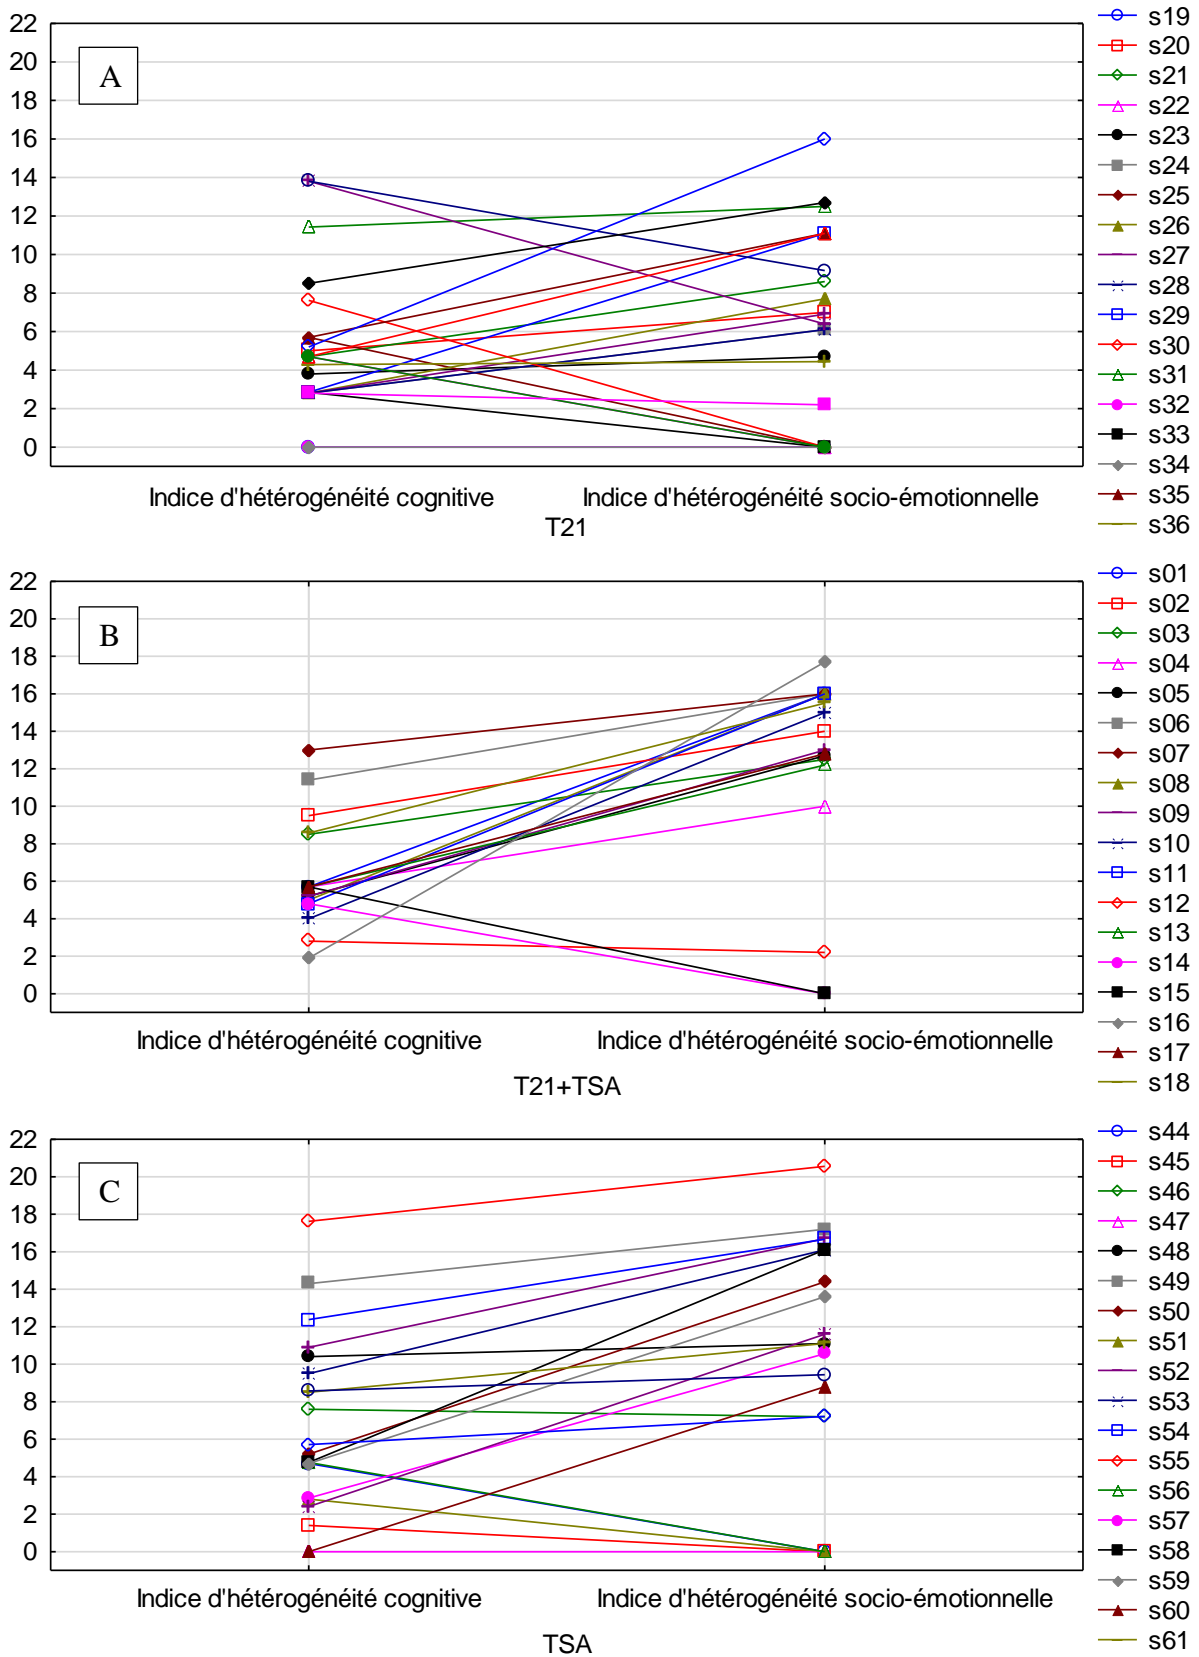 22
20
18
16
14
12
10
8
6
4
2
0
A
Indice d'hétérogénéité cognitive
Indice d'hétérogénéité socio-émotionnelle
T21
s19
s20
s21
s22
s23
s24
s25
s26
s27
s28
s29
s30
s31
s32
s33
s34
s35
s36
22
20
18
16
14
12
10
8
6
4
2
0
B
Indice d'hétérogénéité cognitive
Indice d'hétérogénéité socio-émotionnelle
T21+TSA
s01
s02
s03
s04
s05
s06
s07
s08
s09
s10
s11
s12
s13
s14
s15
s16
s17
s18
22
20
18
16
14
12
10
8
6
4
2
0
C
Indice d'hétérogénéité cognitive
Indice d'hétérogénéité socio-émotionnelle
TSA
s44
s45
s46
s47
s48
s49
s50
s51
s52
s53
s54
s55
s56
s57
s58
s59
s60
s61